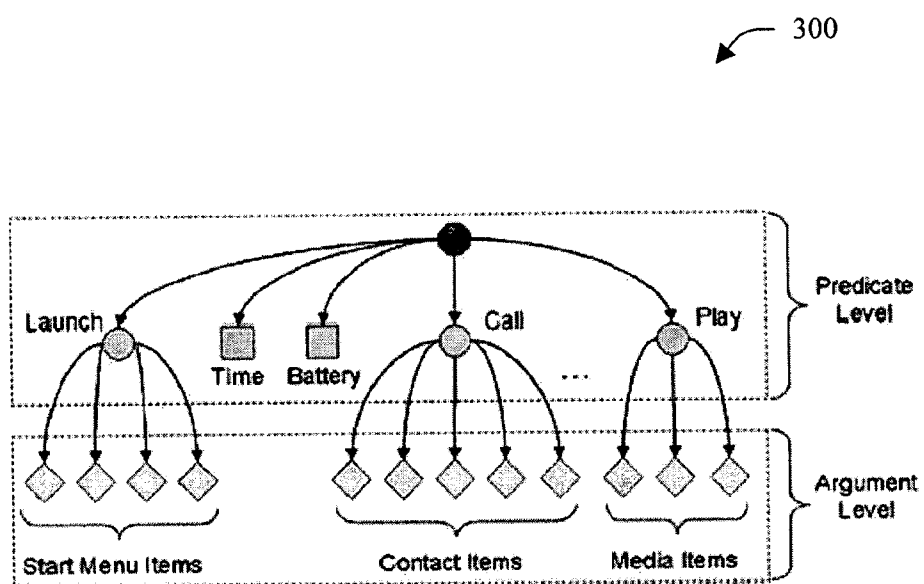 300
Launch
Call
Play
Predicate
Level
Time
Battery
...
Argument
Level
Start Menu Items
Contact Items
Media Items